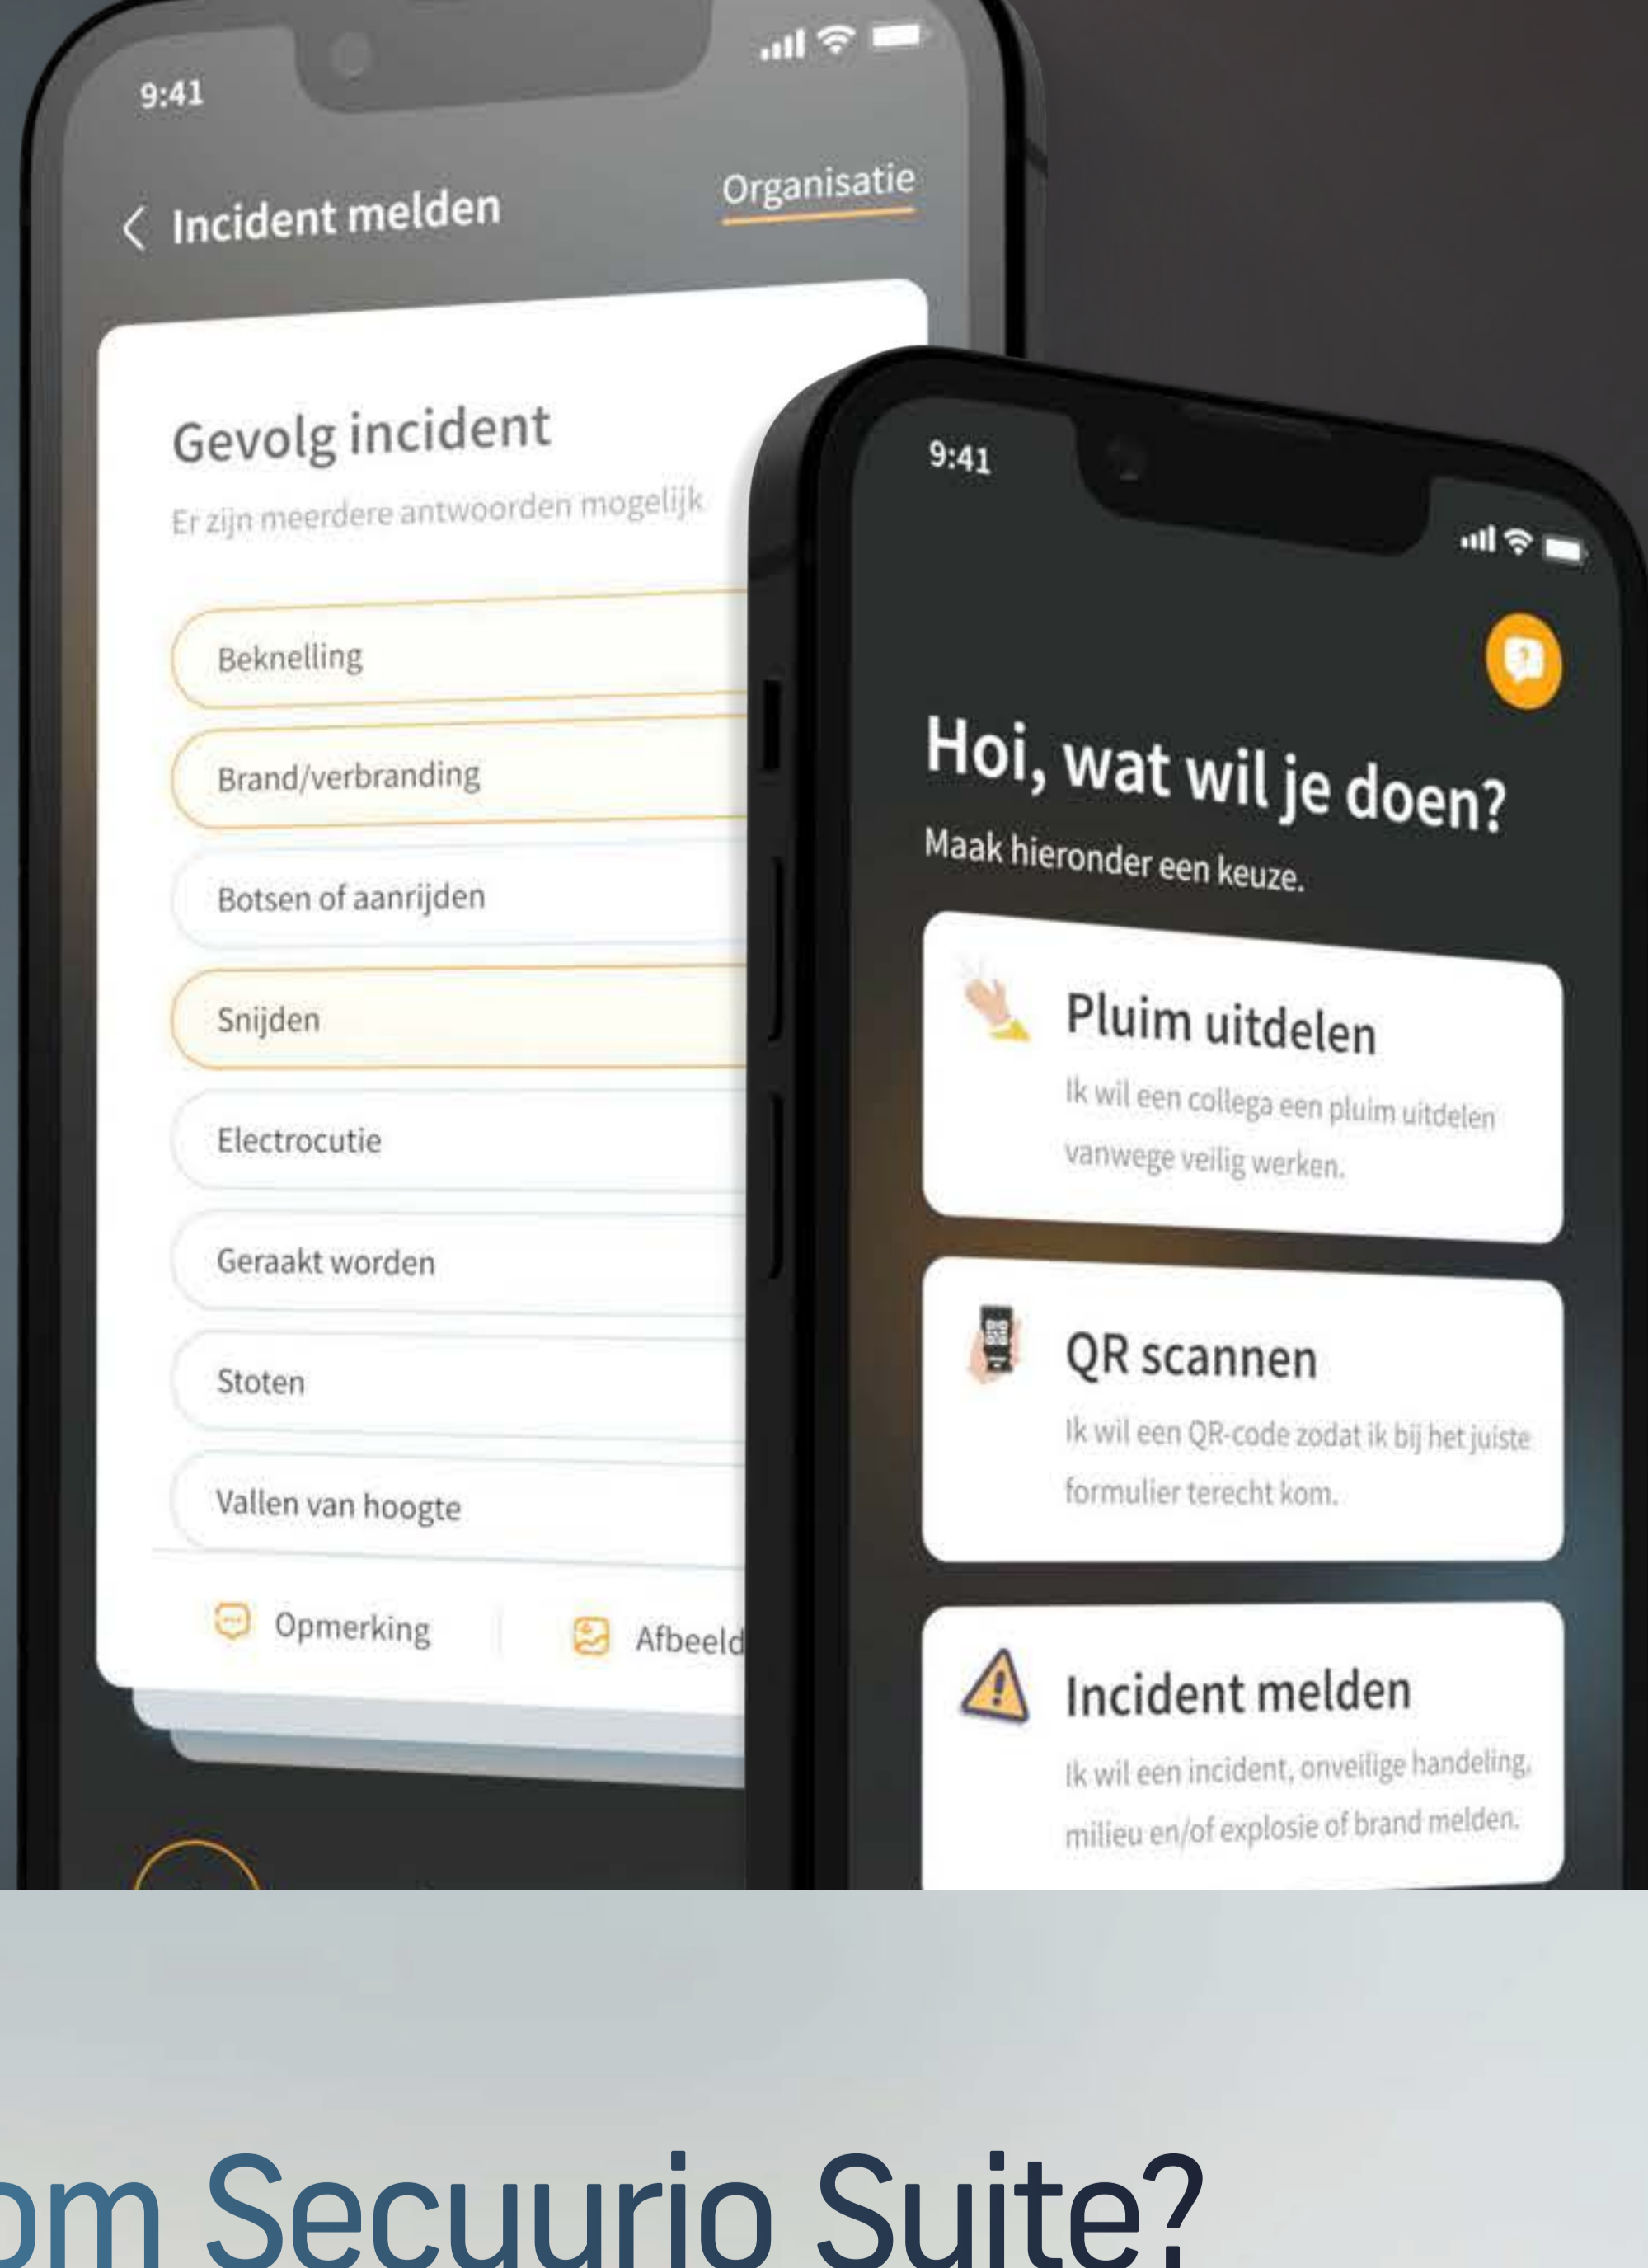 9:41
Incident melden
Organisatie
Gevolg incident
Er zijn meerdere antwoorden mogelijk
Beknelling
Brand/verbranding
Botsen of aanrijden
Snijden
Electrocutie
Geraakt worden
Stoten
Vallen van hoogte
Opmerking
Afbeeld
9:41
Hoi, wat wil je doen?
Maak hieronder een keuze.
Pluim uitdelen
Ik wil een collega een pluim uitdelen
vanwege veilig werken.
QR scannen
Ik wil een QR-code zodat ik bij het juiste
formulier terecht kom.
Incident melden
Ik wil een incident, onveilige handeling,
milieu en/of explosie of brand melden.
om Secuurio Suite?